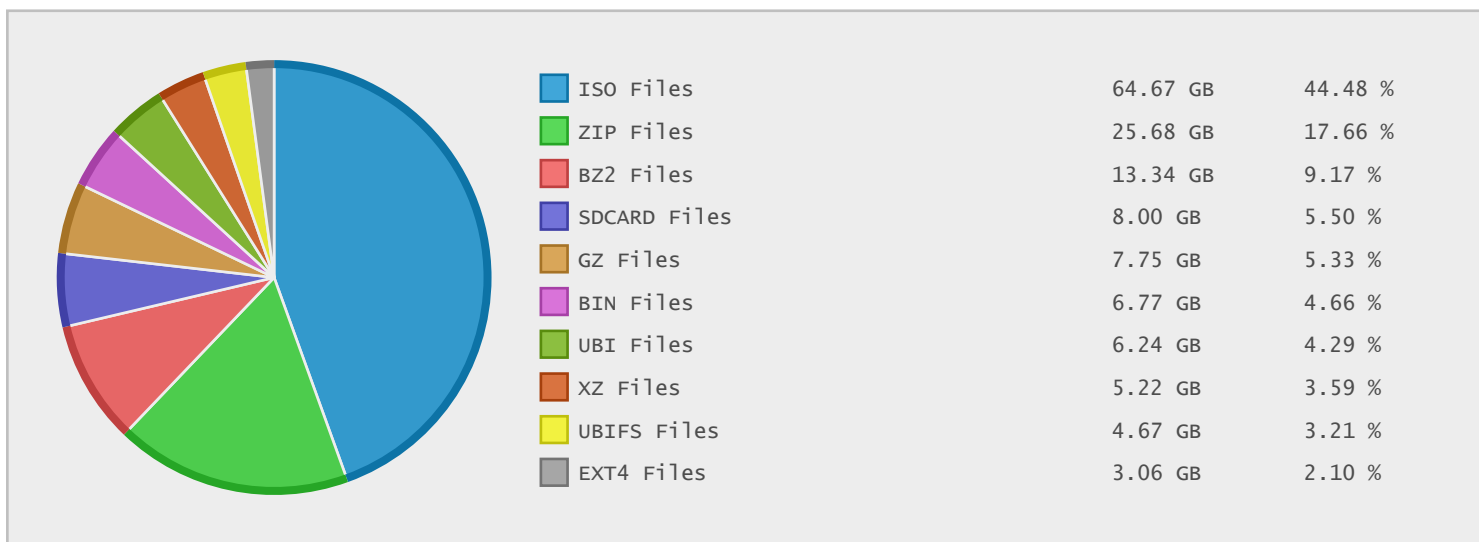 ISO Files 64.67 GB 44.48 %
ZIP Files 25.68 GB 17.66 %
BZ2 Files 13.34 GB 9.17 %
SDCARD Files 8.00 GB 5.50 %
GZ Files 7.75 GB 5.33 %
BIN Files 6.77 GB 4.66 %
UBI Files 6.24 GB 4.29 %
XZ Files 5.22 GB 3.59 %
UBIFS Files 4.67 GB 3.21 %
EXT4 Files 3.06 GB 2.10 %